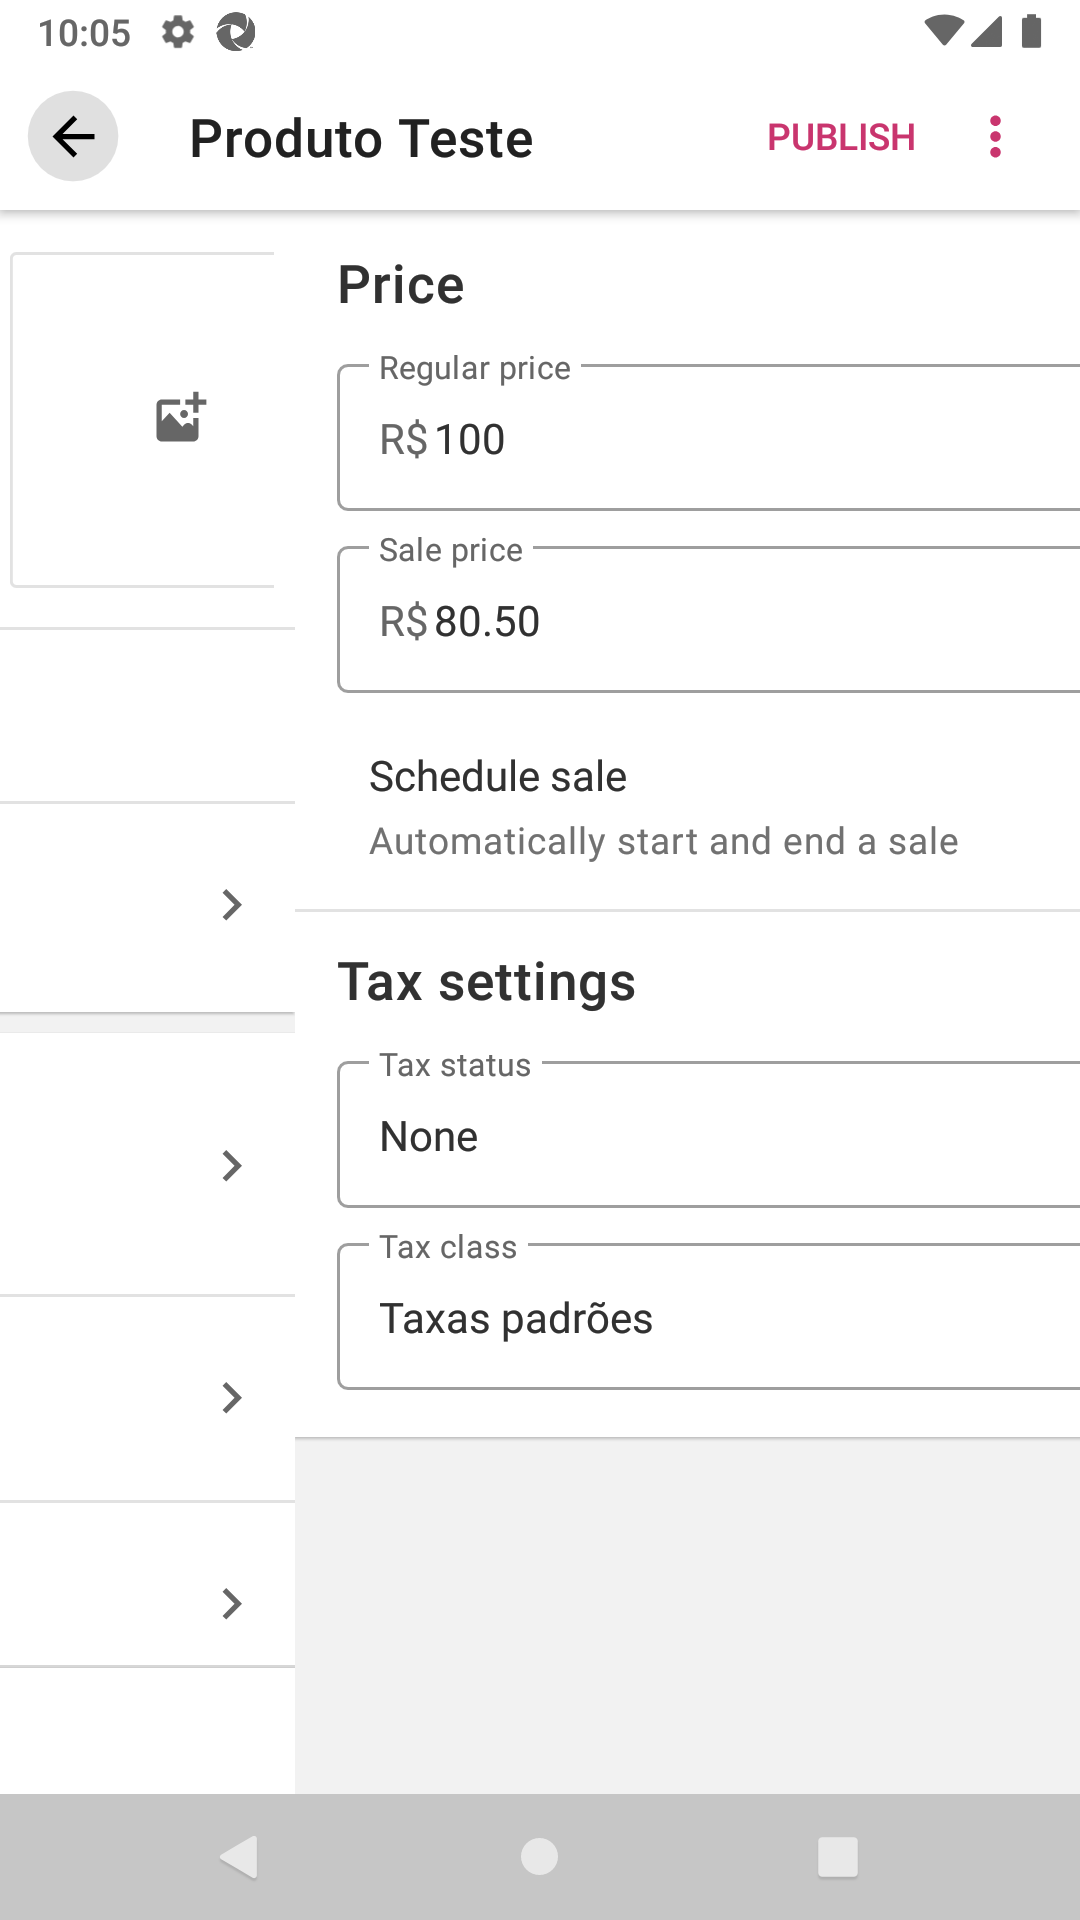 10:05
Produto Teste
PUBLISH
Price
Regular price
R$ 100
Sale price
R$ 80.50
Schedule sale
Automatically start and end a sale
Tax settings
Tax status
None
Tax class
Taxas padrões